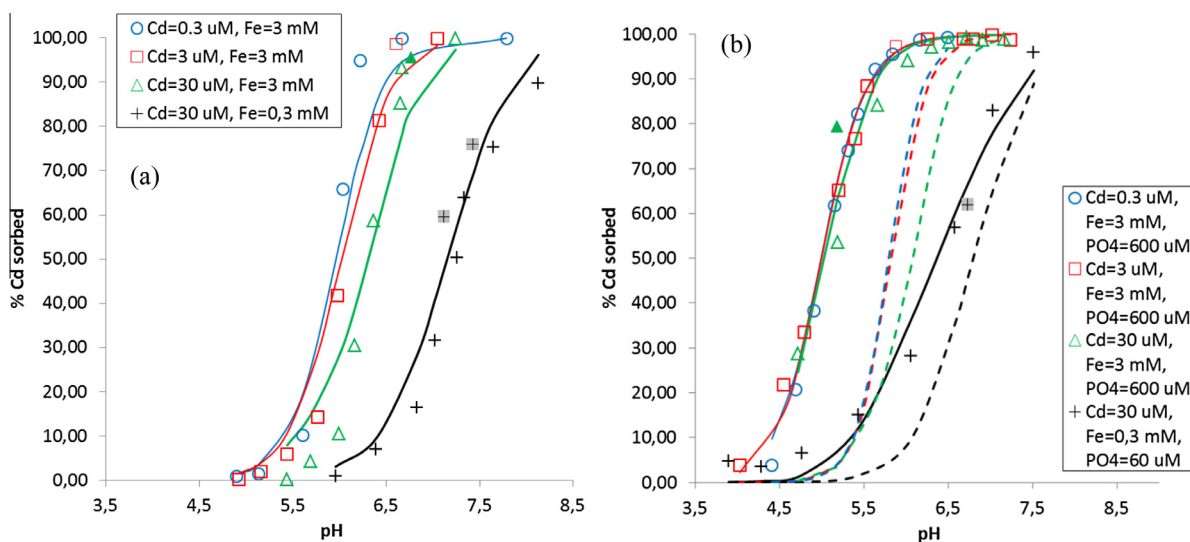 Cd=0.3 uM, Fe=3 mM
Cd=3 uM, Fe=3 mM
Cd=30 uM, Fe=3 mM
Cd=30 uM, Fe=0,3 mM
(a)
% Cd sorbed
100,00
90,00
80,00
70,00
60,00
50,00
40,00
30,00
20,00
10,00
0,00
3,5 4,5 5,5 6,5 7,5 8,5
pH
(b)
% Cd sorbed
100,00
90,00
80,00
70,00
60,00
50,00
40,00
30,00
20,00
10,00
0,00
3,5 4,5 5,5 6,5 7,5 8,5
pH
Cd=0.3 uM,
Fe=3 mM,
PO4=600 uM
Cd=3 uM,
Fe=3 mM,
PO4=600 uM
Cd=30 uM,
Fe=3 mM,
PO4=600 uM
Cd=30 uM,
Fe=0,3 mM,
PO4=60 uM